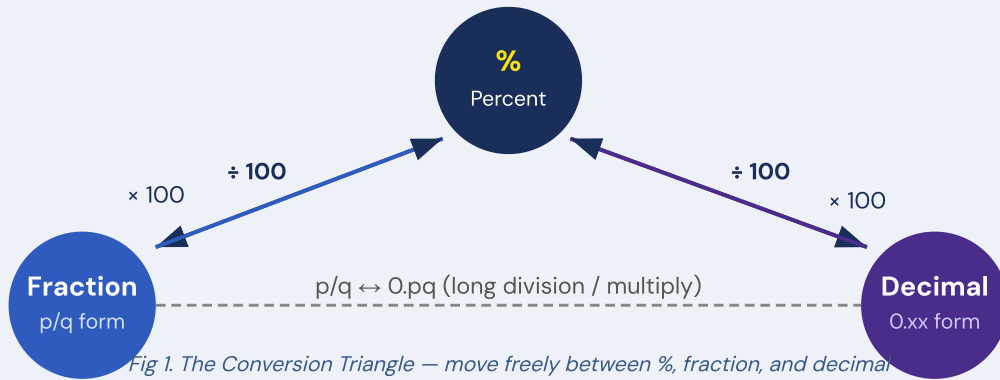 %
Percent
÷ 100
÷ 100
× 100
× 100
Fraction
p/q form
p/q ↔ 0.pq (long division / multiply)
Decimal
0.xx form
Fig 1. The Conversion Triangle — move freely between %, fraction, and decimal